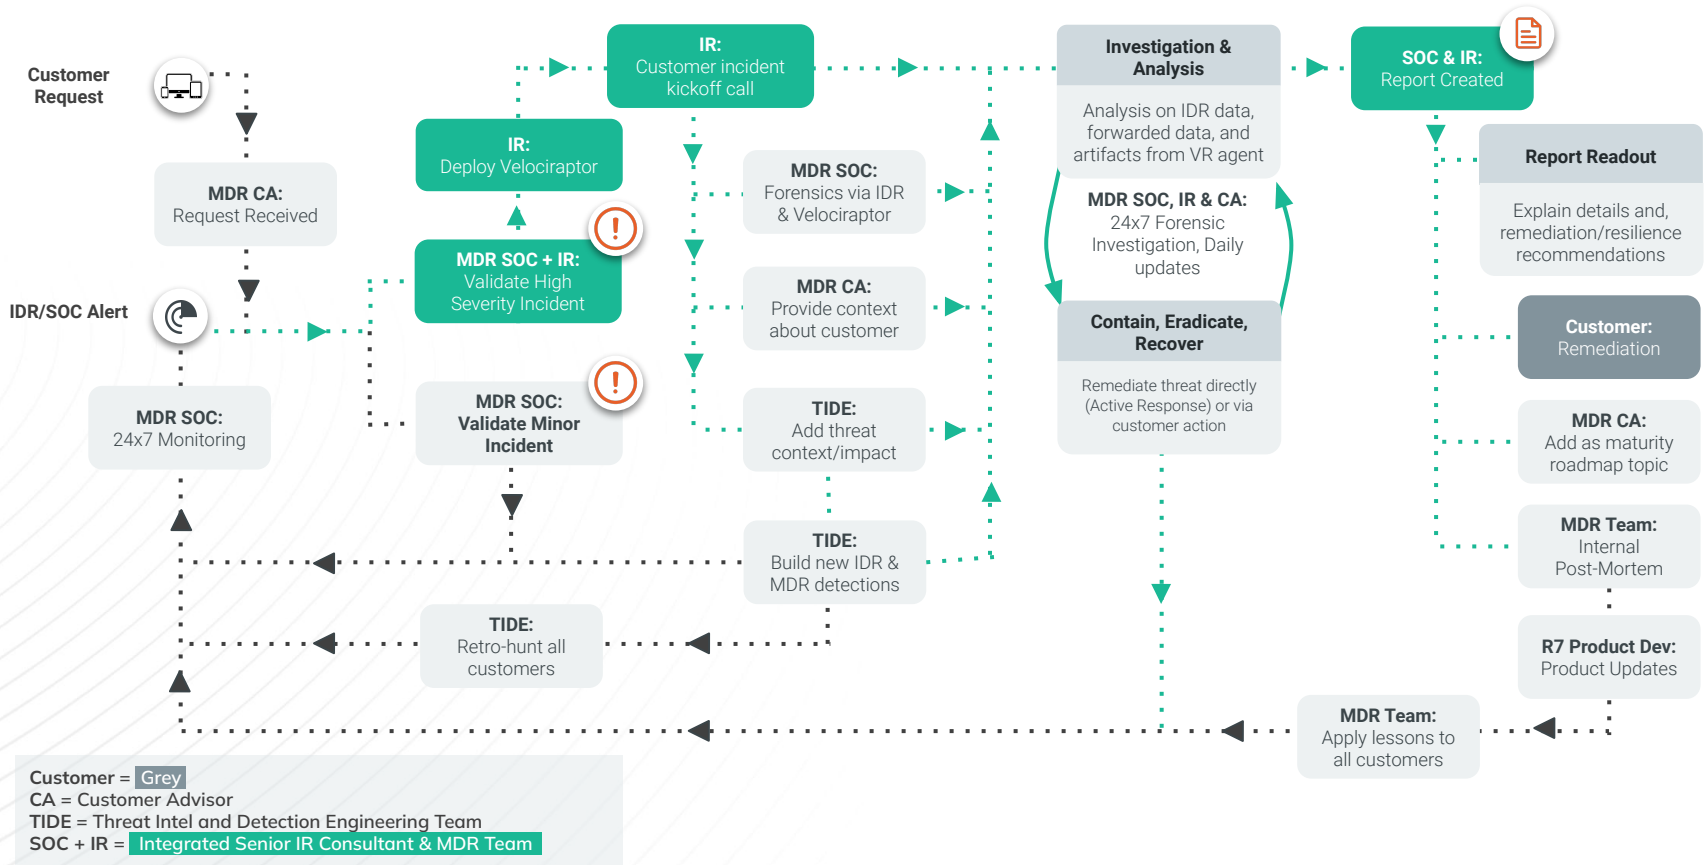 Customer
Request
MDR CA:
Request Received
IDR/SOC Alert
MDR SOC:
24x7 Monitoring
IR:
Deploy Velociraptor
MDR SOC + IR:
Validate High
Severity Incident
!
MDR SOC:
Validate Minor
Incident
!
IR:
Customer incident
kickoff call
MDR SOC:
Forensics via IDR
& Velociraptor
MDR CA:
Provide context
about customer
TIDE:
Add threat
context/impact
TIDE:
Build new IDR &
MDR detections
TIDE:
Retro-hunt all
customers
Investigation &
Analysis
Analysis on IDR data,
forwarded data, and
artifacts from VR agent
MDR SOC, IR & CA:
24x7 Forensic
Investigation, Daily
updates
Contain, Eradicate,
Recover
Remediate threat directly
(Active Response) or via
customer action
SOC & IR:
Report Created
Report Readout
Explain details and,
remediation/resilience
recommendations
Customer:
Remediation
MDR CA:
Add as maturity
roadmap topic
MDR Team:
Internal
Post-Mortem
R7 Product Dev:
Product Updates
MDR Team:
Apply lessons to
all customers
Customer = Grey
CA = Customer Advisor
TIDE = Threat Intel and Detection Engineering Team
SOC + IR = Integrated Senior IR Consultant & MDR Team